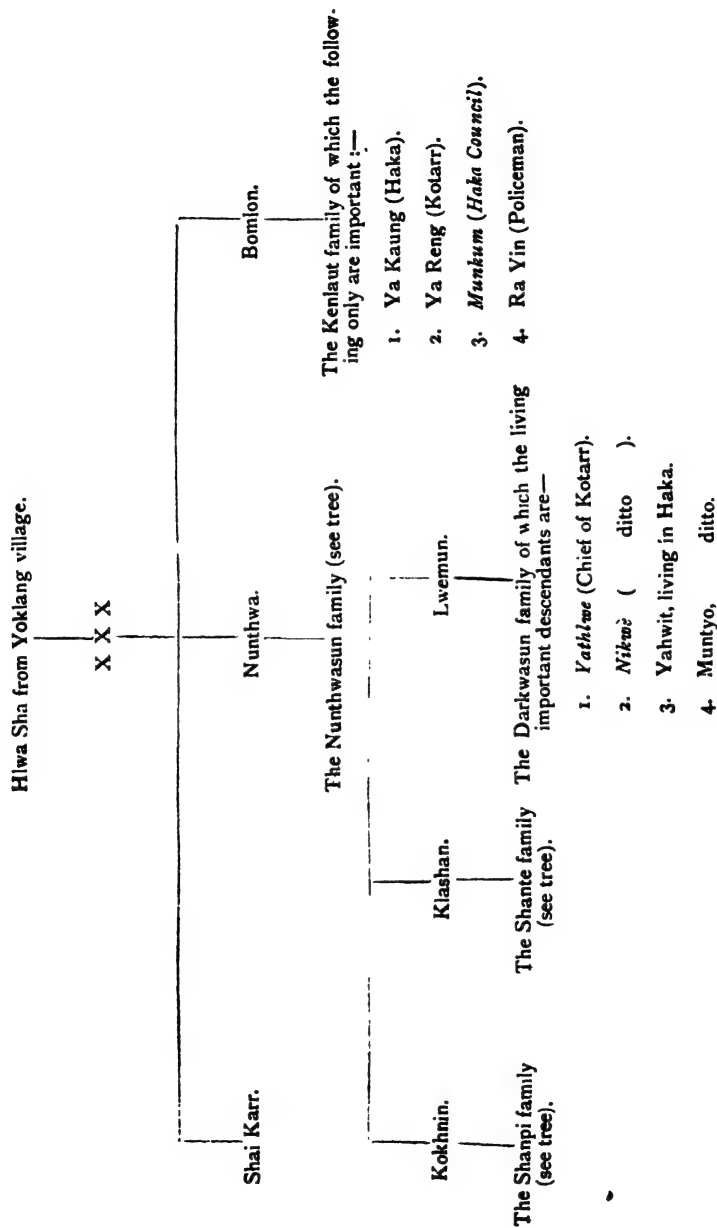 Hlwa Sha from Yoklang village.
X X X
Shai Karr.
Nunthwa.
Bomlon.
The Nunthwasun family (see tree).
The Kenlaut family of which the follow-
ing only are important :—
1. Ya Kaung (Haka).
2. Ya Reng (Kotarr).
3. Munkum (Haka Council).
4. Ra Yin (Policeman).
Kokhnin.
Klashan.
Lwemun.
The Shanpi family
(see tree).
The Shante family
(see tree).
The Darkwasun family of which the living
important descendants are—
1. Yathlwe (Chief of Kotarr).
2. Nikwè ( ditto ).
3. Yahwit, living in Haka.
4. Muntyo, ditto.